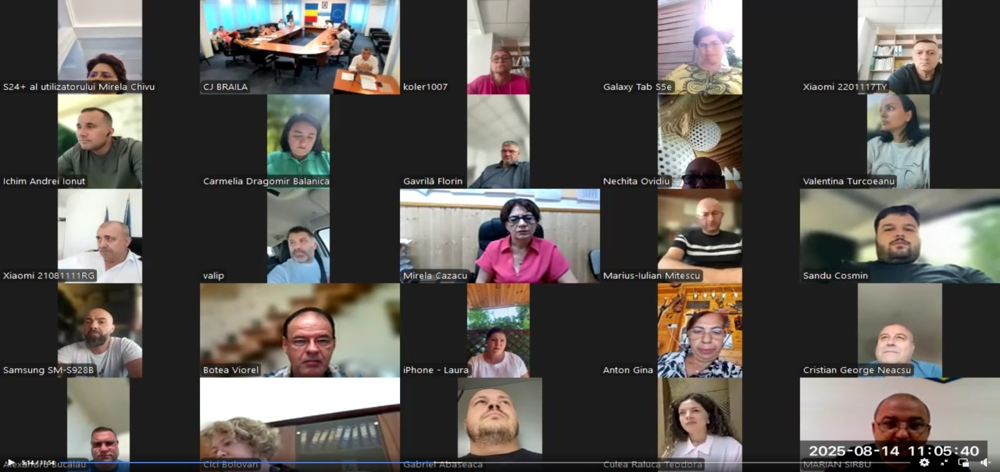 S24+ al utilizatorului Mirela Chivu
CJ BRAILA
koler1007
Galaxy Tab S5e
Xiaomi 2201117TY
Ichim Andrei Ionut
Carmelia Dragomir Balanica
Gavrilă Florin
Nechita Ovidiu
Valentina Turcoeanu
Xiaomi 21081111RG
valip
Mirela Cazacu
Marius-Iulian Mitescu
Sandu Cosmin
Samsung SM-S928B
Botea Viorel
iPhone - Laura
Anton Gina
Cristian George Neacsu
2025-08-14 11:05:40
5:14 / 11:54
Alexandru Bucălău
Cici Bolovan
Gabriel Abaseaca
Culea Raluca Teodora
MARIAN SIRBU